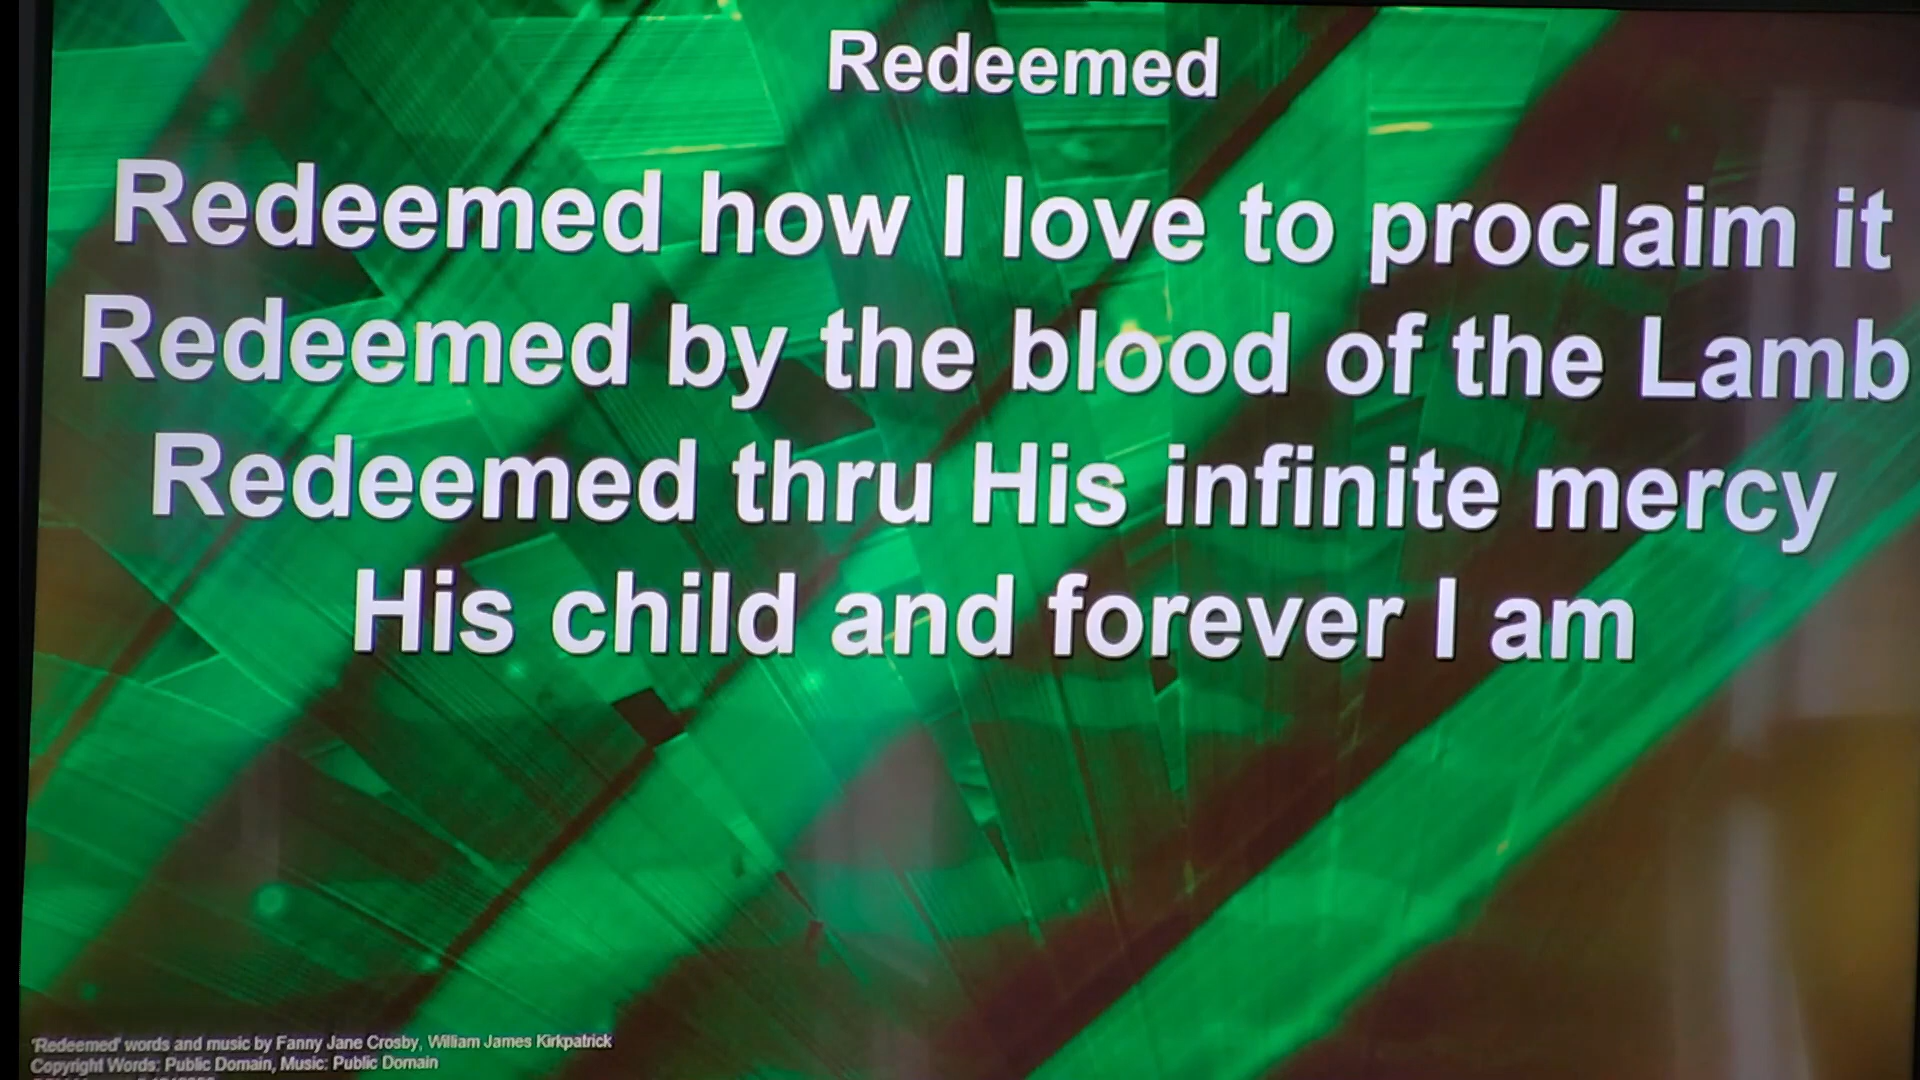 Redeemed
Redeemed how I love to proclaim it
Redeemed by the blood of the Lamb
Redeemed thru His infinite mercy
His child and forever I am
'Redeemed' words and music by Fanny Jane Crosby, William James Kirkpatrick
Copyright Words: Public Domain, Music: Public Domain